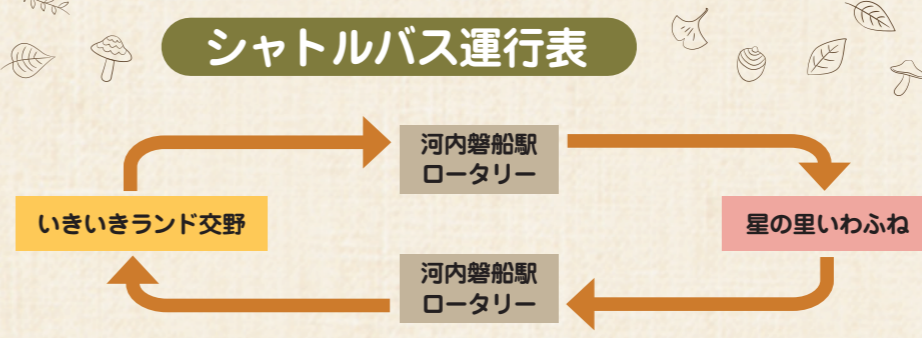 シャトルバス運行表
河内磐船駅
ロータリー
いきいきランド交野
星の里いわふね
河内磐船駅
ロータリー